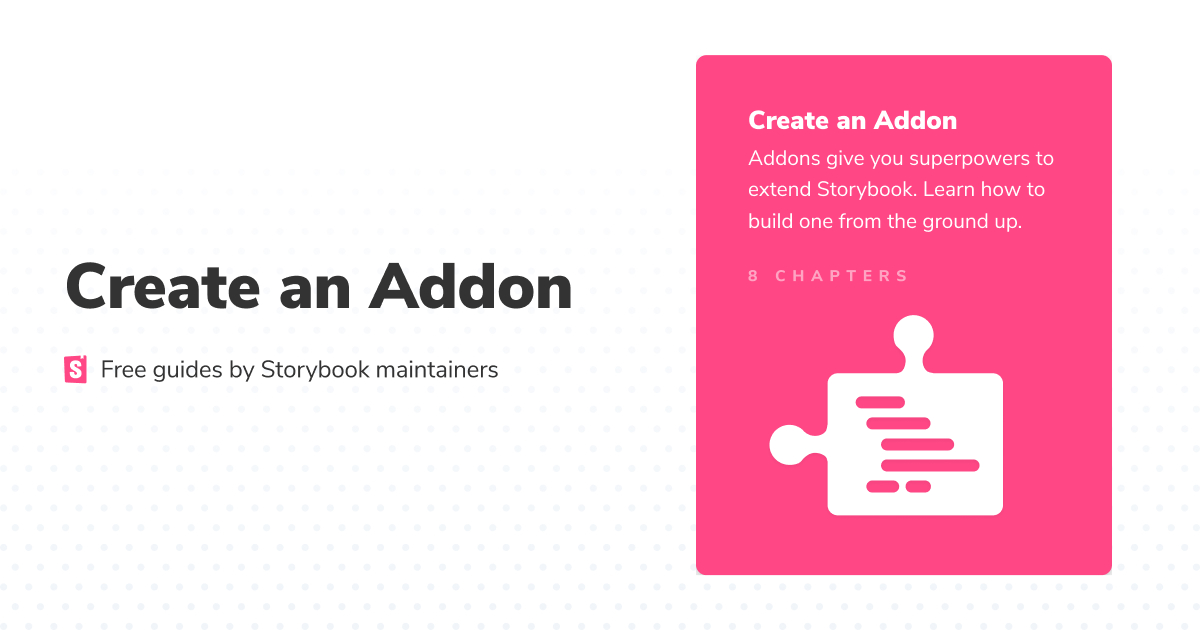 Create an Addon
S Free guides by Storybook maintainers
Create an Addon
Addons give you superpowers to
extend Storybook. Learn how to
build one from the ground up.
8 CHAPTERS